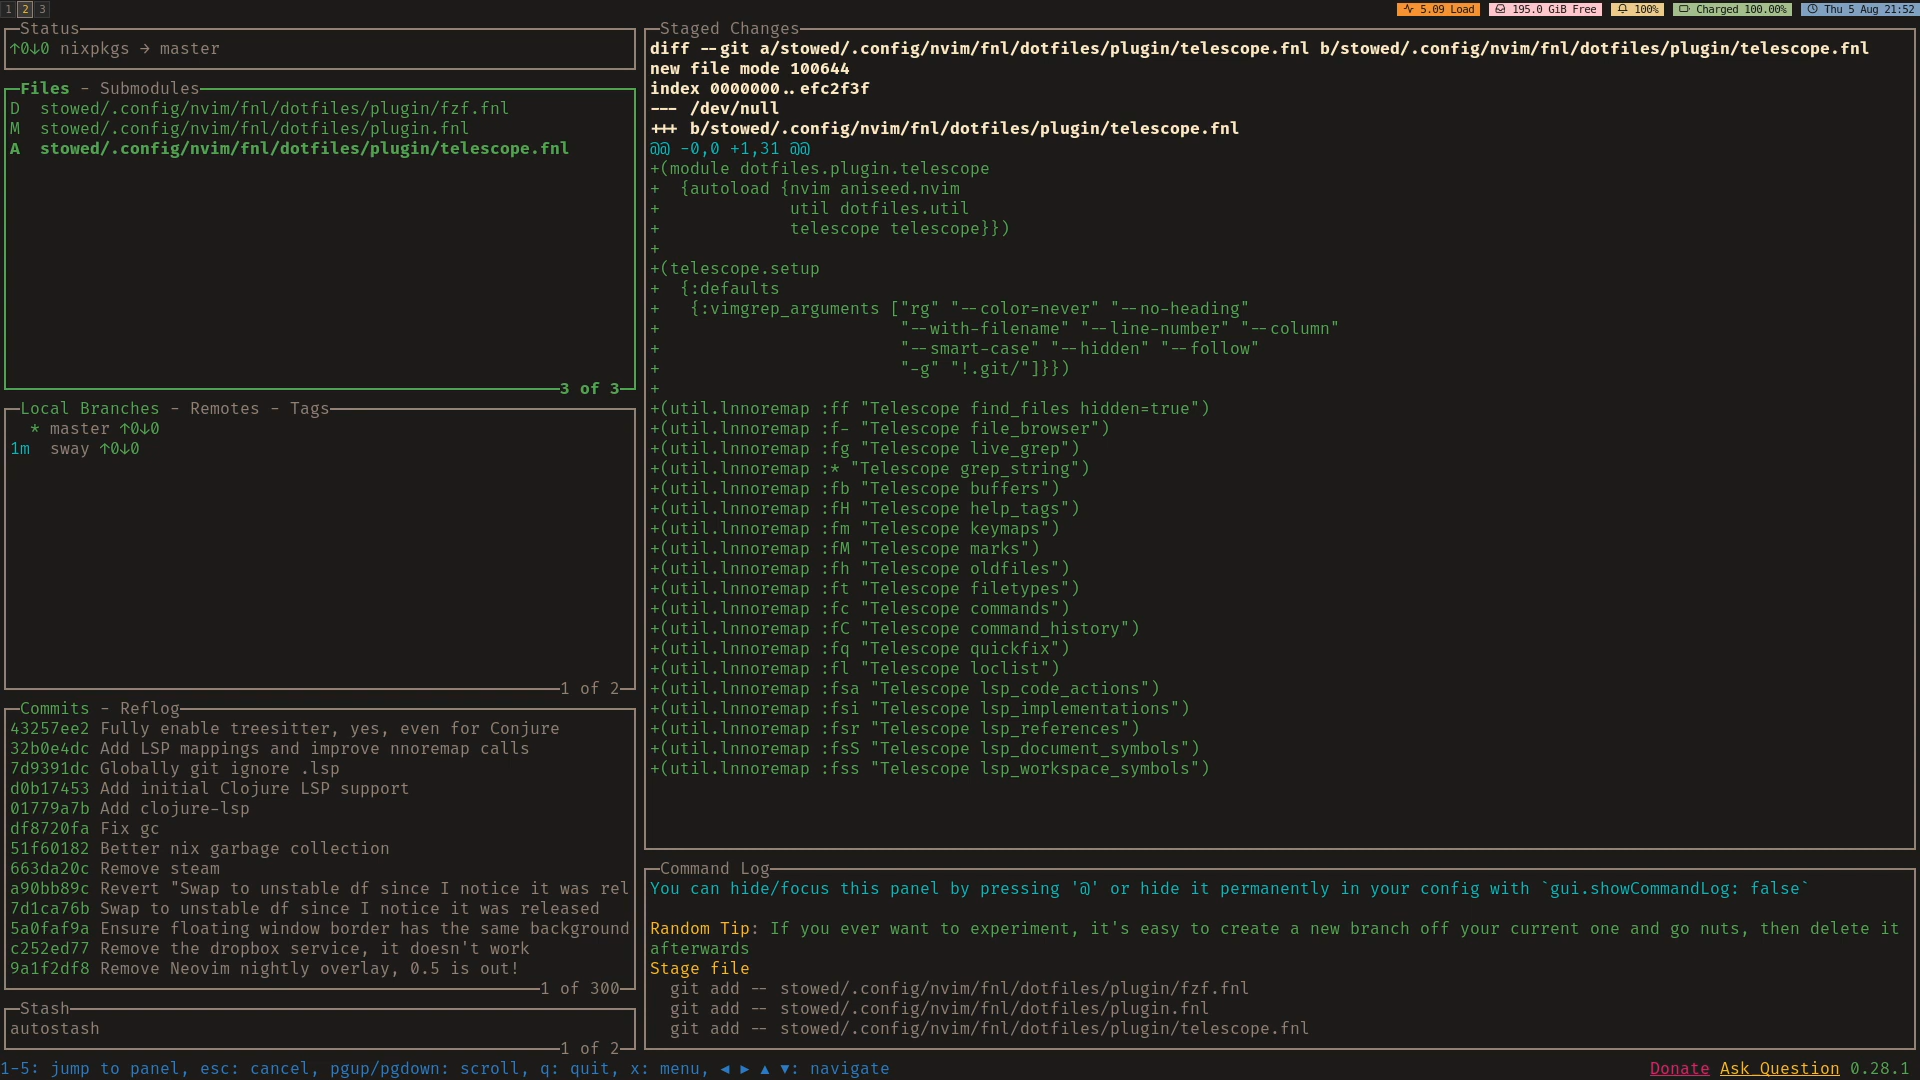 1 2 3
5.09 Load
195.0 GiB Free
100%
Charged 100.00%
Thu 5 Aug 21:52
Status
↑0↓0 nixpkgs → master
Files - Submodules
D stowed/.config/nvim/fnl/dotfiles/plugin/fzf.fnl
M stowed/.config/nvim/fnl/dotfiles/plugin.fnl
A stowed/.config/nvim/fnl/dotfiles/plugin/telescope.fnl
3 of 3
Local Branches - Remotes - Tags
* master ↑0↓0
1m sway ↑0↓0
1 of 2
Commits - Reflog
43257ee2 Fully enable treesitter, yes, even for Conjure
32b0e4dc Add LSP mappings and improve nnoremap calls
7d9391dc Globally git ignore .lsp
d0b17453 Add initial Clojure LSP support
01779a7b Add clojure-lsp
df8720fa Fix gc
51f60182 Better nix garbage collection
663da20c Remove steam
a90bb89c Revert "Swap to unstable df since I notice it was rel
7d1ca76b Swap to unstable df since I notice it was released
5a0faf9a Ensure floating window border has the same background
c252ed77 Remove the dropbox service, it doesn't work
9a1f2df8 Remove Neovim nightly overlay, 0.5 is out!
1 of 300
Stash
autostash
1 of 2
Staged Changes
diff --git a/stowed/.config/nvim/fnl/dotfiles/plugin/telescope.fnl b/stowed/.config/nvim/fnl/dotfiles/plugin/telescope.fnl
new file mode 100644
index 0000000..efc2f3f
--- /dev/null
+++ b/stowed/.config/nvim/fnl/dotfiles/plugin/telescope.fnl
@@ -0,0 +1,31 @@
+(module dotfiles.plugin.telescope
+  {autoload {nvim aniseed.nvim
+             util dotfiles.util
+             telescope telescope}})
+
+(telescope.setup
+  {:defaults
+   {:vimgrep_arguments ["rg" "--color=never" "--no-heading"
+                        "--with-filename" "--line-number" "--column"
+                        "--smart-case" "--hidden" "--follow"
+                        "-g" "!.git/"]}})
+
+(util.lnnoremap :ff "Telescope find_files hidden=true")
+(util.lnnoremap :f- "Telescope file_browser")
+(util.lnnoremap :fg "Telescope live_grep")
+(util.lnnoremap :* "Telescope grep_string")
+(util.lnnoremap :fb "Telescope buffers")
+(util.lnnoremap :fH "Telescope help_tags")
+(util.lnnoremap :fm "Telescope keymaps")
+(util.lnnoremap :fM "Telescope marks")
+(util.lnnoremap :fh "Telescope oldfiles")
+(util.lnnoremap :ft "Telescope filetypes")
+(util.lnnoremap :fc "Telescope commands")
+(util.lnnoremap :fC "Telescope command_history")
+(util.lnnoremap :fq "Telescope quickfix")
+(util.lnnoremap :fl "Telescope loclist")
+(util.lnnoremap :fsa "Telescope lsp_code_actions")
+(util.lnnoremap :fsi "Telescope lsp_implementations")
+(util.lnnoremap :fsr "Telescope lsp_references")
+(util.lnnoremap :fsS "Telescope lsp_document_symbols")
+(util.lnnoremap :fss "Telescope lsp_workspace_symbols")
Command Log
You can hide/focus this panel by pressing '@' or hide it permanently in your config with `gui.showCommandLog: false`
Random Tip: If you ever want to experiment, it's easy to create a new branch off your current one and go nuts, then delete it
afterwards
Stage file
git add -- stowed/.config/nvim/fnl/dotfiles/plugin/fzf.fnl
git add -- stowed/.config/nvim/fnl/dotfiles/plugin.fnl
git add -- stowed/.config/nvim/fnl/dotfiles/plugin/telescope.fnl
1-5: jump to panel, esc: cancel, pgup/pgdown: scroll, q: quit, x: menu, ◄ ► ▲ ▼: navigate
Donate Ask Question 0.28.1